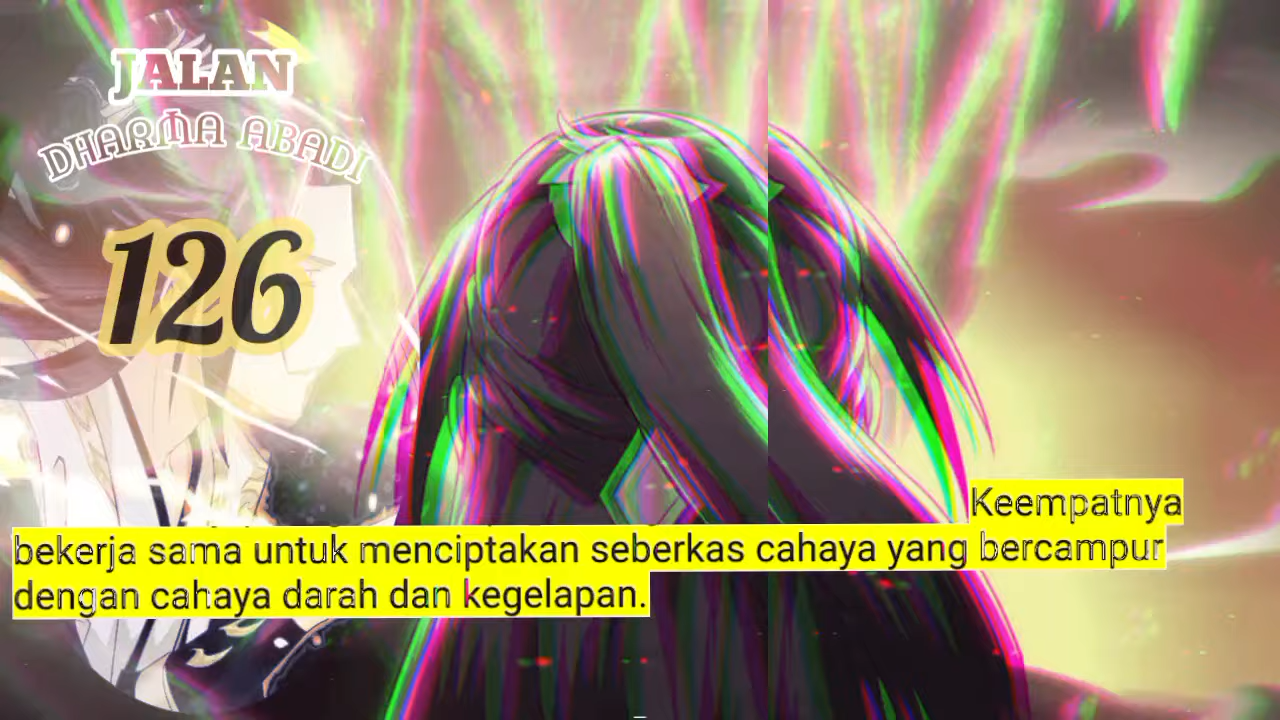 JALAN
DHARMA ABADI
126
Keempatnya
bekerja sama untuk menciptakan seberkas cahaya yang bercampur
dengan cahaya darah dan kegelapan.